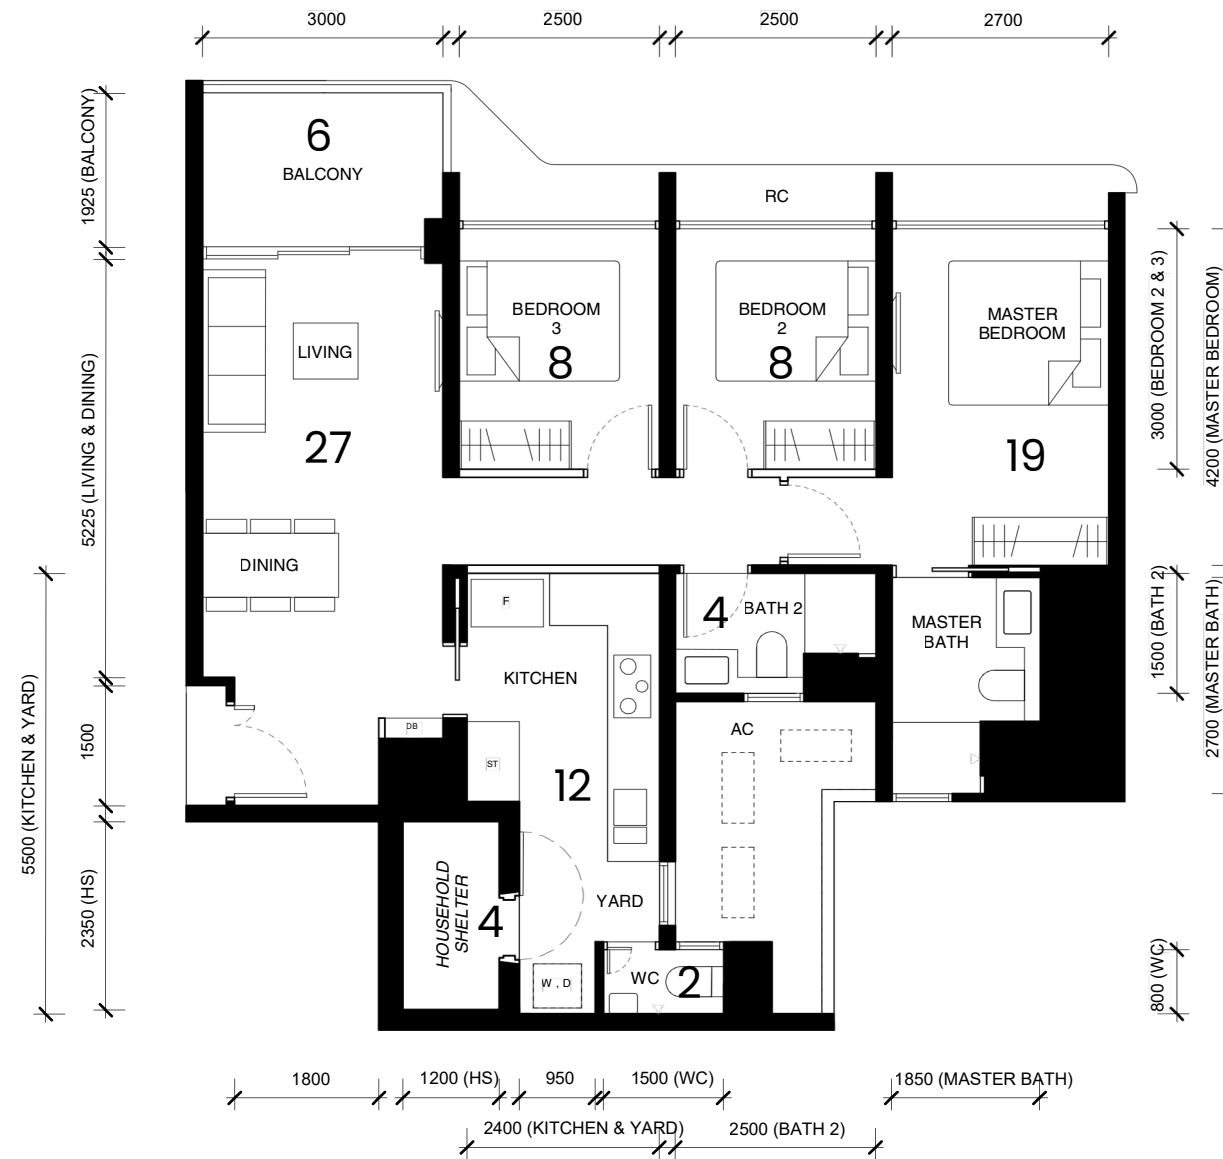 3000
2500
2500
2700
1925 (BALCONY)
5225 (LIVING & DINING)
1500
2350 (HS)
5500 (KITCHEN & YARD)
6
BALCONY
RC
BEDROOM
3
8
BEDROOM
2
8
MASTER
BEDROOM
19
LIVING
27
DINING
F
KITCHEN
4
BATH 2
MASTER
BATH
DB
ST
12
AC
HOUSEHOLD
SHELTER
4
YARD
W , D
WC
2
3000 (BEDROOM 2 & 3)
4200 (MASTER BEDROOM)
1500 (BATH 2)
2700 (MASTER BATH)
800 (WC)
1800
1200 (HS)
950
1500 (WC)
1850 (MASTER BATH)
2400 (KITCHEN & YARD)
2500 (BATH 2)